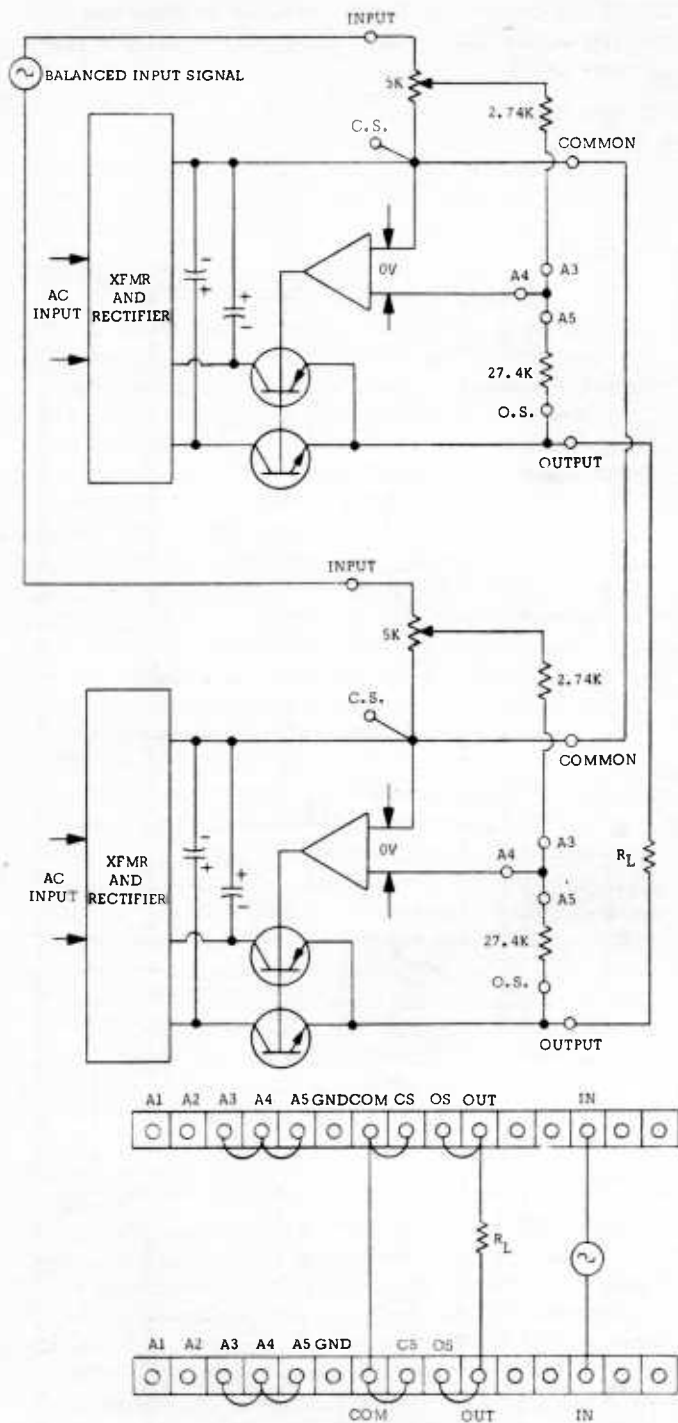 INPUT
BALANCED INPUT SIGNAL
5K
2.74K
C.S.
COMMON
XFMR
AND
RECTIFIER
AC
INPUT
-
+
+
-
0V
A4
A3
A5
27.4K
O.S.
OUTPUT
INPUT
5K
2.74K
C.S.
COMMON
XFMR
AND
RECTIFIER
AC
INPUT
-
+
+
-
0V
A4
A3
A5
RL
27.4K
O.S.
OUTPUT
A1 A2 A3 A4 A5 GND COM CS OS OUT IN
RL
A1 A2 A3 A4 A5 GND CS OS
COM OUT IN